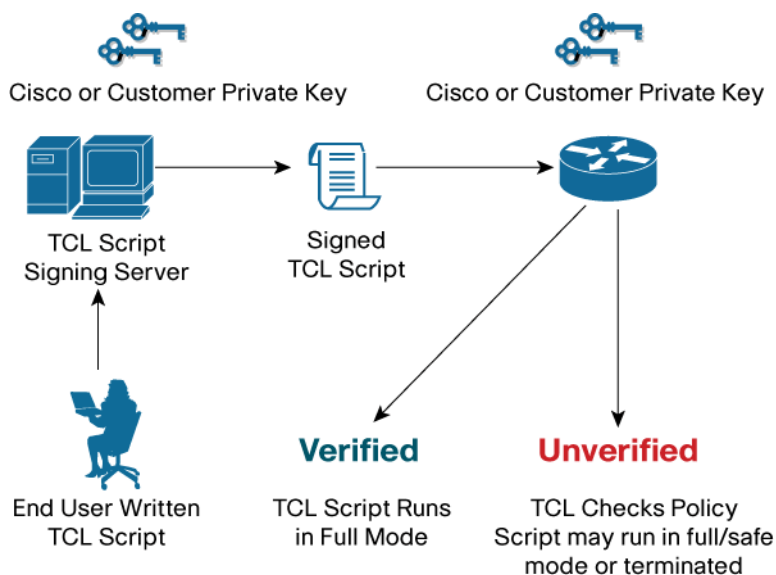 Cisco or Customer Private Key
Cisco or Customer Private Key
TCL Script
Signing Server
Signed
TCL Script
End User Written
TCL Script
Verified
TCL Script Runs
in Full Mode
Unverified
TCL Checks Policy
Script may run in full/safe
mode or terminated